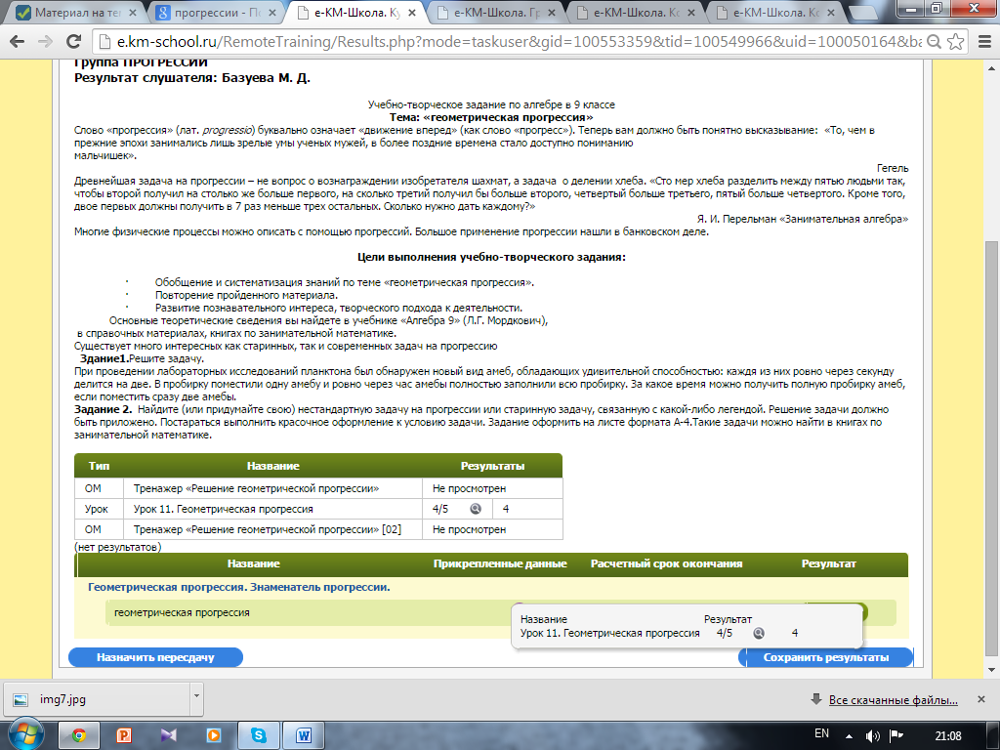 Материал на тем
прогрессии - По
е-КМ-Школа. Ку
е-КМ-Школа. Гр
е-КМ-Школа. Ко
е-КМ-Школа. Ко
e.km-school.ru/RemoteTraining/Results.php?mode=taskuser&gid=100553359&tid=100549966&uid=100050164&ba
Группа ПРОГРЕССИИ
Результат слушателя: Базуева М. Д.
Учебно-творческое задание по алгебре в 9 классе
Тема: «геометрическая прогрессия»
Слово «прогрессия» (лат. progressio) буквально означает «движение вперед» (как слово «прогресс»). Теперь вам должно быть понятно высказывание: «То, чем в
прежние эпохи занимались лишь зрелые умы ученых мужей, в более поздние времена стало доступно пониманию
мальчишек».
Гегель
Древнейшая задача на прогрессии – не вопрос о вознаграждении изобретателя шахмат, а задача о делении хлеба. «Сто мер хлеба разделить между пятью людьми так,
чтобы второй получил на столько же больше первого, на сколько третий получил бы больше второго, четвертый больше третьего, пятый больше четвертого. Кроме того,
двое первых должны получить в 7 раз меньше трех остальных. Сколько нужно дать каждому?»
Я. И. Перельман «Занимательная алгебра»
Многие физические процессы можно описать с помощью прогрессий. Большое применение прогрессии нашли в банковском деле.
Цели выполнения учебно-творческого задания:
· Обобщение и систематизация знаний по теме «геометрическая прогрессия».
· Повторение пройденного материала.
· Развитие познавательного интереса, творческого подхода к деятельности.
Основные теоретические сведения вы найдете в учебнике «Алгебра 9» (Л.Г. Мордкович),
в справочных материалах, книгах по занимательной математике.
Существует много интересных как старинных, так и современных задач на прогрессию
Здание1.Решите задачу.
При проведении лабораторных исследований планктона был обнаружен новый вид амеб, обладающих удивительной способностью: каждя из них ровно через секунду
делится на две. В пробирку поместили одну амебу и ровно через час амебы полностью заполнили всю пробирку. За какое время можно получить полную пробирку амеб,
если поместить сразу две амебы.
Задание 2. Найдите (или придумайте свою) нестандартную задачу на прогрессии или старинную задачу, связанную с какой-либо легендой. Решение задачи должно
быть приложено. Постараться выполнить красочное оформление к условию задачи. Задание оформить на листе формата А-4.Такие задачи можно найти в книгах по
занимательной математике.
Тип Название Результаты
ОМ Тренажер «Решение геометрической прогрессии» Не просмотрен
Урок Урок 11. Геометрическая прогрессия 4/5 4
ОМ Тренажер «Решение геометрической прогрессии» [02] Не просмотрен
(нет результатов)
Название Прикрепленные данные Расчетный срок окончания Результат
Геометрическая прогрессия. Знаменатель прогрессии.
геометрическая прогрессия
Название Результат
Урок 11. Геометрическая прогрессия 4/5 4
Назначить пересдачу Сохранить результаты
img7.jpg Все скачанные файлы...
EN 21:08